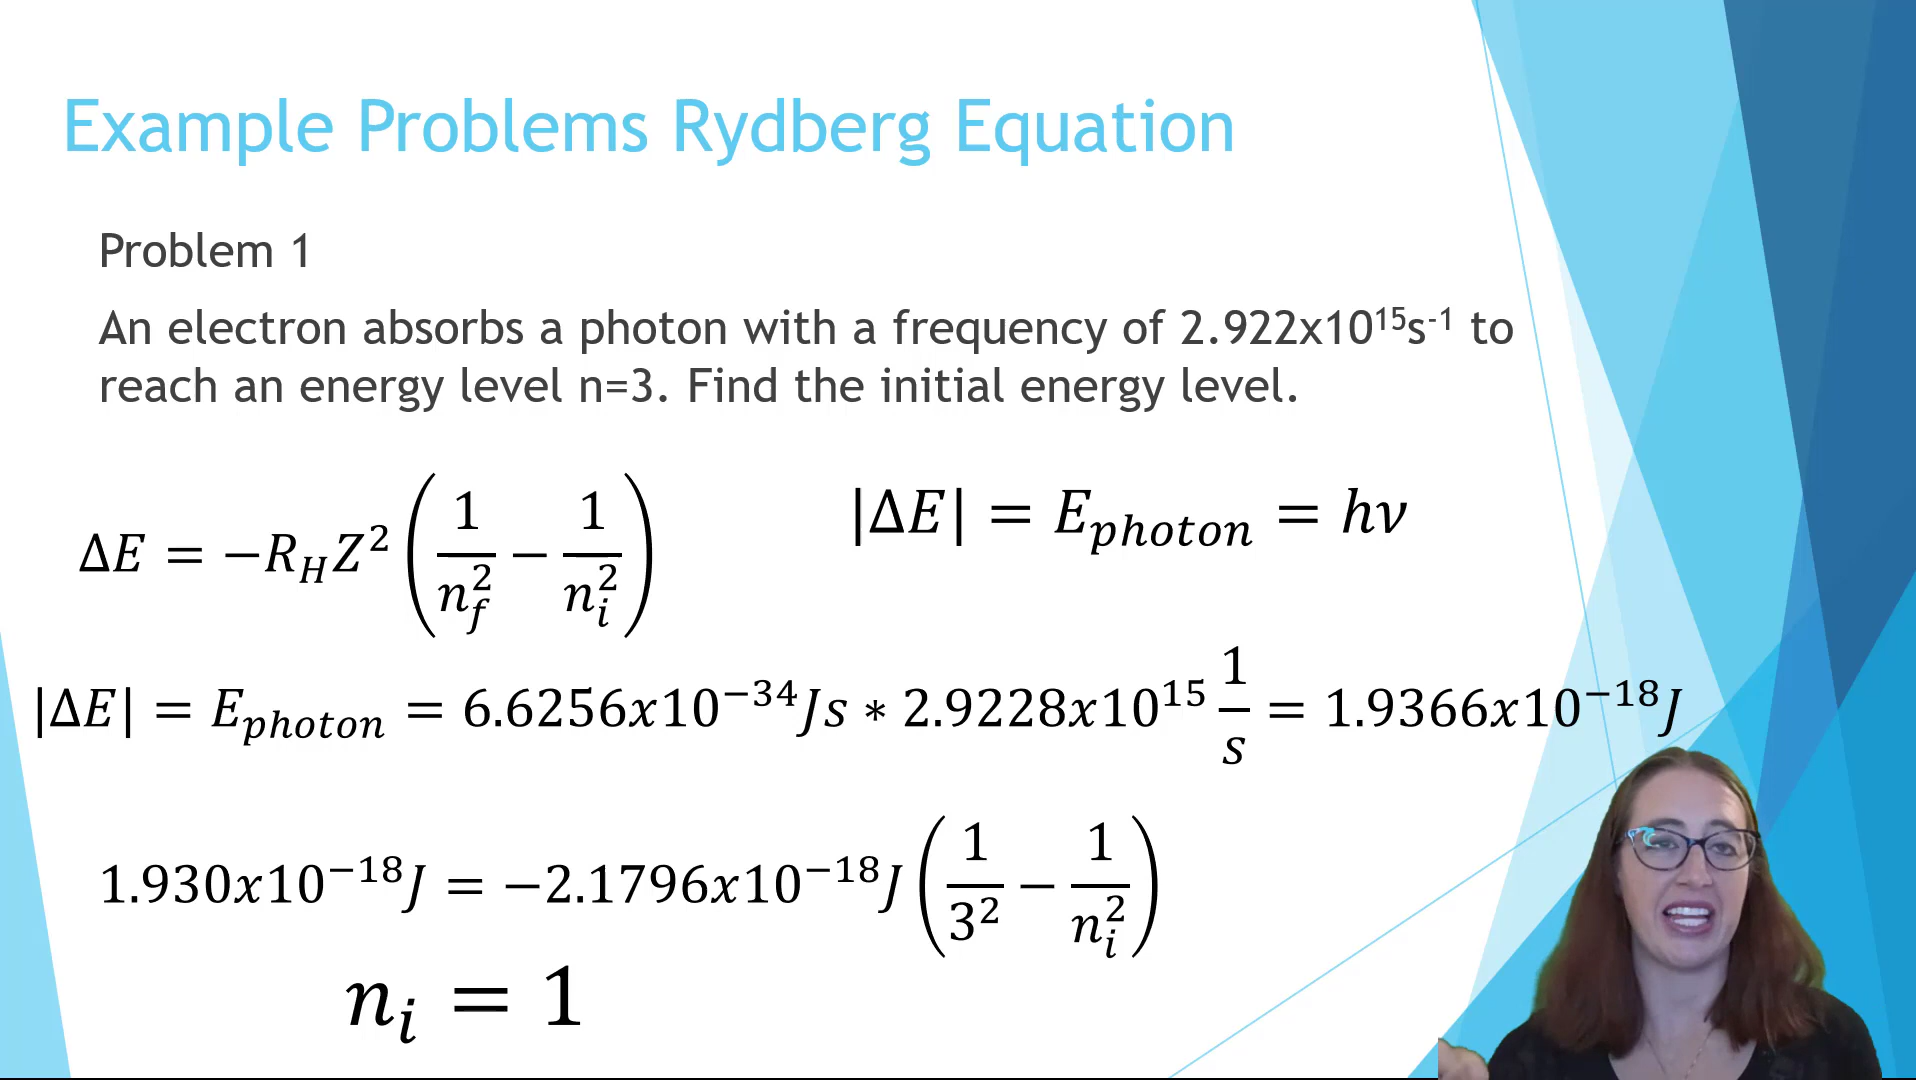 Example Problems Rydberg Equation
Problem 1
An electron absorbs a photon with a frequency of 2.922x10¹⁵s⁻¹ to
reach an energy level n=3. Find the initial energy level.
ΔE = −R_H Z² (1/n_f² − 1/n_i²)
|ΔE| = E_photon = hν
|ΔE| = E_photon = 6.6256x10⁻³⁴Js * 2.9228x10¹⁵ 1/s = 1.9366x10⁻¹⁸J
1.930x10⁻¹⁸J = −2.1796x10⁻¹⁸J (1/3² − 1/n_i²)
n_i = 1